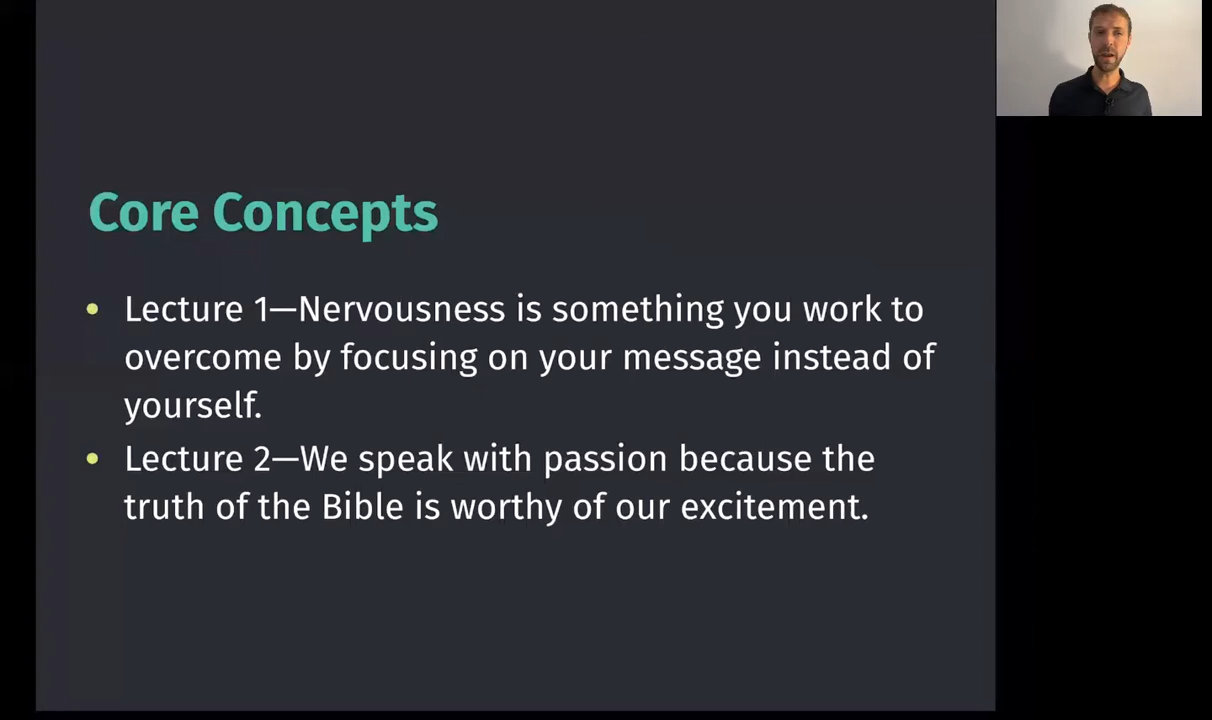 Core Concepts
• Lecture 1—Nervousness is something you work to
overcome by focusing on your message instead of
yourself.
• Lecture 2—We speak with passion because the
truth of the Bible is worthy of our excitement.